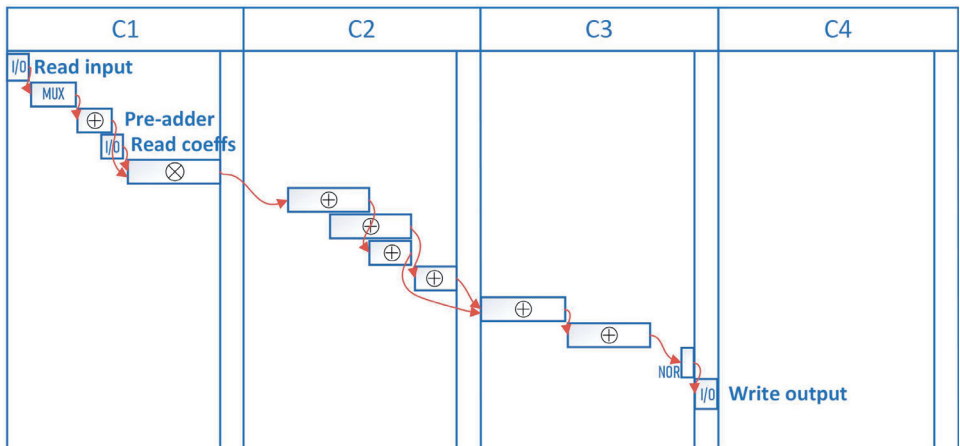 C1 C2 C3 C4
I/O Read input
MUX
Pre-adder
I/O Read coeffs
NOR
I/O Write output